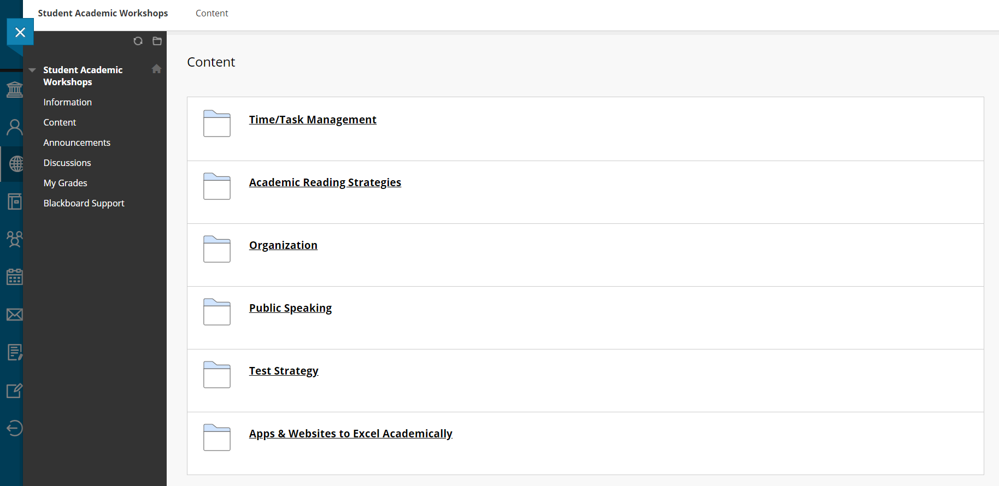 Student Academic Workshops
Content
Student Academic
Workshops
Information
Content
Announcements
Discussions
My Grades
Blackboard Support
Content
Time/Task Management
Academic Reading Strategies
Organization
Public Speaking
Test Strategy
Apps & Websites to Excel Academically